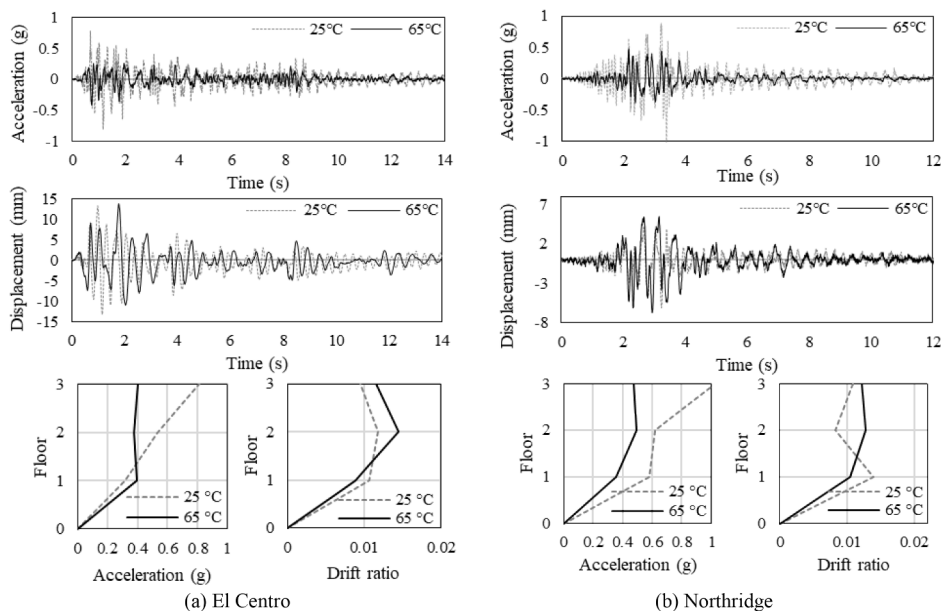 1
0.5
0
-0.5
-1
Acceleration (g)
25℃ 65℃
0 2 4 6 8 10 12 14
Time (s)
15
10
5
0
-5
-10
-15
Displacement (mm)
25℃ 65℃
0 2 4 6 8 10 12 14
Time (s)
3
2
1
0
Floor
25 °C
65 °C
0 0.2 0.4 0.6 0.8 1
Acceleration (g)
3
2
1
0
Floor
25 °C
65 °C
0 0.01 0.02
Drift ratio
(a) El Centro
1
0.5
0
-0.5
-1
Acceleration (g)
25℃ 65℃
0 2 4 6 8 10 12
Time (s)
7
2
-3
-8
Displacement (mm)
25℃ 65℃
0 2 4 6 8 10 12
Time (s)
3
2
1
0
Floor
25 °C
65 °C
0 0.2 0.4 0.6 0.8 1
Acceleration (g)
3
2
1
0
Floor
25 °C
65 °C
0 0.01 0.02
Drift ratio
(b) Northridge